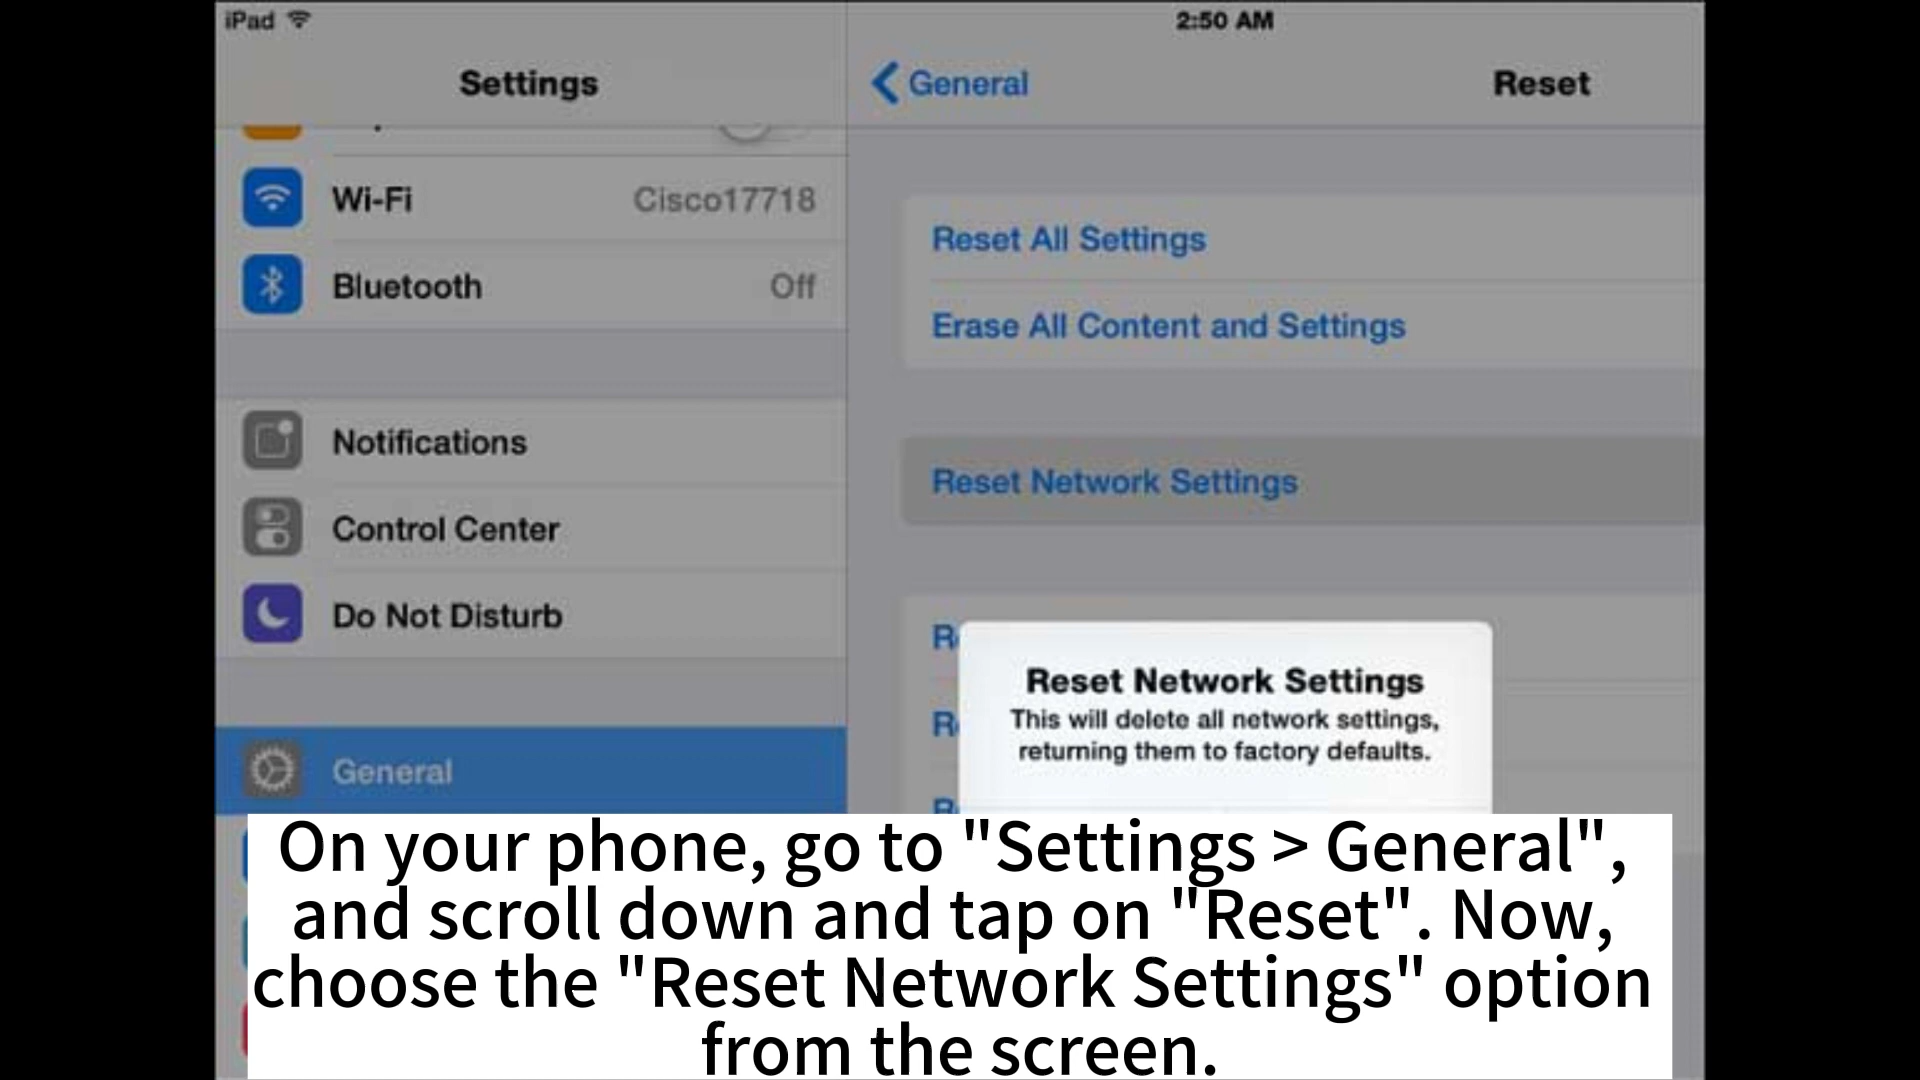 iPad
2:50 AM
Settings
General
Reset
Wi-Fi
Cisco17718
Bluetooth
Off
Notifications
Control Center
Do Not Disturb
General
Reset All Settings
Erase All Content and Settings
Reset Network Settings
Reset Network Settings
This will delete all network settings,
returning them to factory defaults.
On your phone, go to "Settings > General",
and scroll down and tap on "Reset". Now,
choose the "Reset Network Settings" option
from the screen.